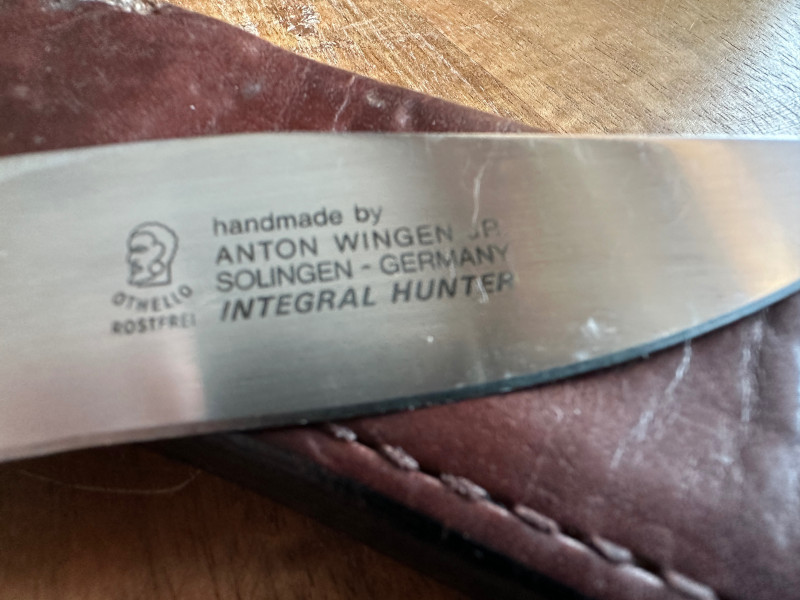 handmade by
ANTON WINGEN JR.
SOLINGEN - GERMANY
INTEGRAL HUNTER
OTHELLO
ROSTFREI